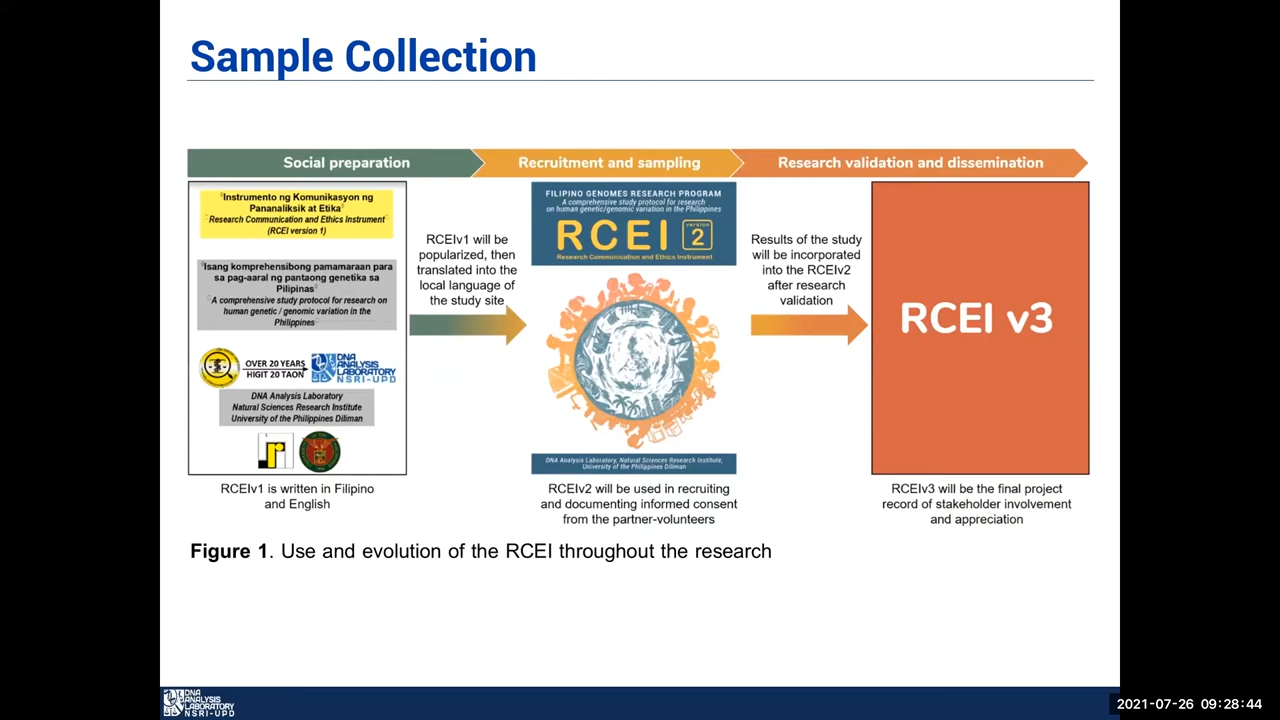 Sample Collection
Social preparation
Recruitment and sampling
Research validation and dissemination
Instrumento ng Komunikasyon ng
Pananaliksik at Etika
Research Communication and Ethics Instrument
(RCEI version 1)
Isang komprehensibong pamamaraan para
sa pag-aaral ng pantaong genetika sa
Pilipinas
A comprehensive study protocol for research on
human genetic / genomic variation in the
Philippines
OVER 20 YEARS
HIGIT 20 TAON
DNA
ANALYSIS
LABORATORY
NSRI-UPD
DNA Analysis Laboratory
Natural Sciences Research Institute
University of the Philippines Diliman
RCEIv1 is written in Filipino
and English
RCEIv1 will be
popularized, then
translated into the
local language of
the study site
FILIPINO GENOMES RESEARCH PROGRAM
A comprehensive study protocol for research
on human genetic/genomic variation in the Philippines
RCEI version 2
Research Communication and Ethics Instrument
DNA Analysis Laboratory, Natural Sciences Research Institute,
University of the Philippines Diliman
RCEIv2 will be used in recruiting
and documenting informed consent
from the partner-volunteers
Results of the study
will be incorporated
into the RCEIv2
after research
validation
RCEI v3
RCEIv3 will be the final project
record of stakeholder involvement
and appreciation
Figure 1. Use and evolution of the RCEI throughout the research
DNA
ANALYSIS
LABORATORY
NSRI-UPD
2021-07-26 09:28:44